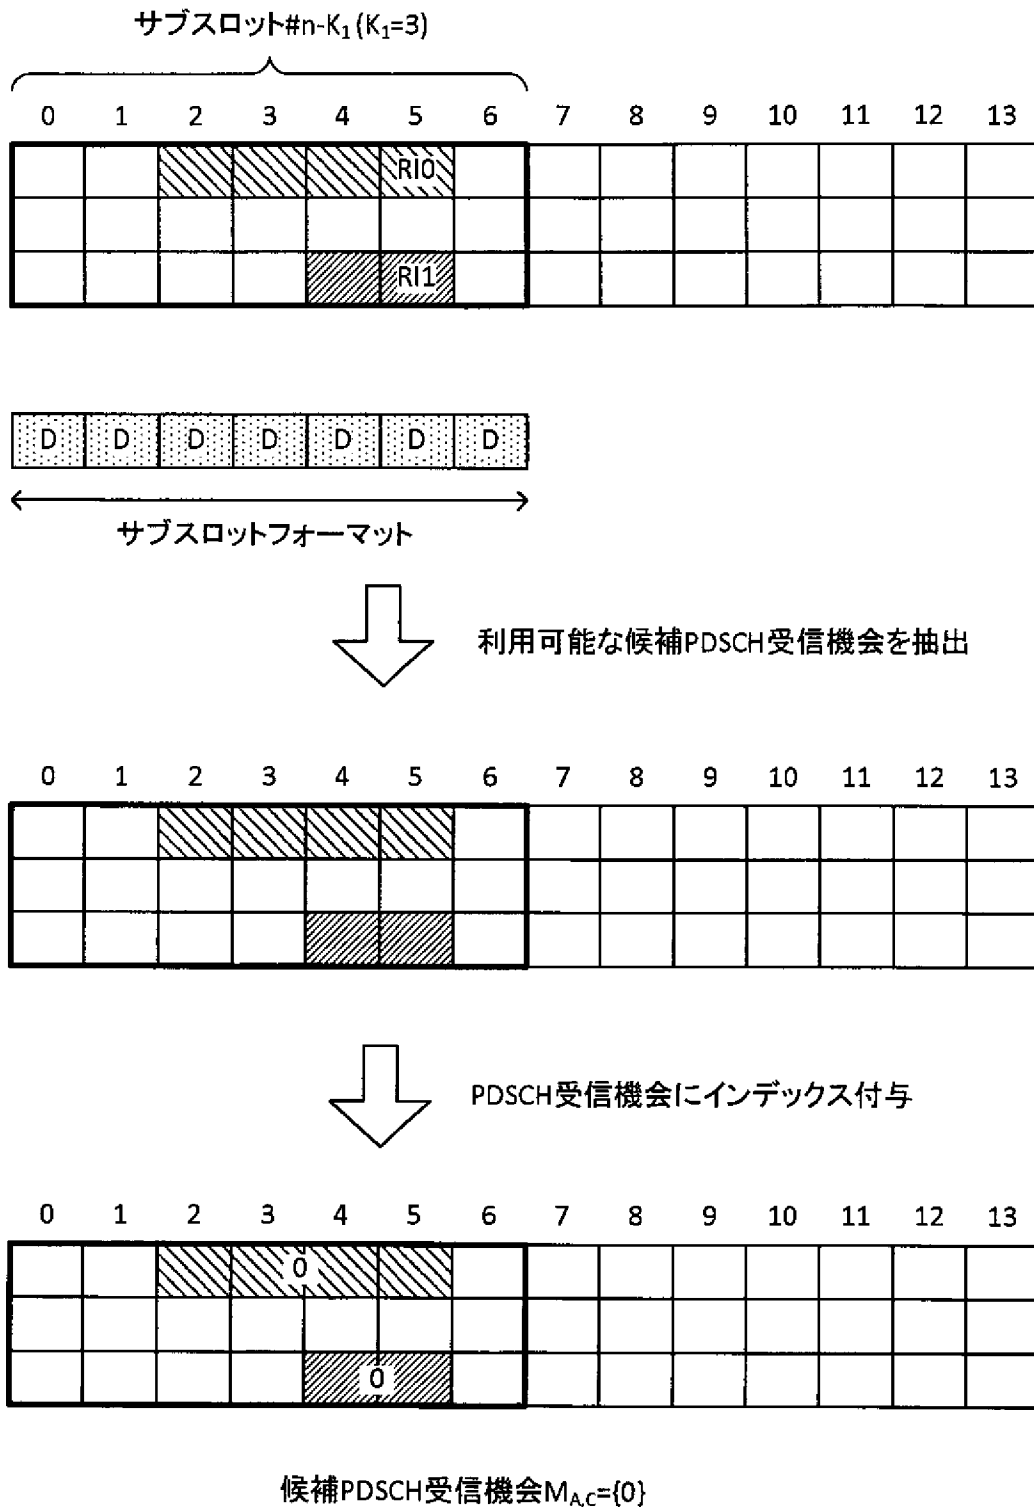 サブスロット#n-K₁(K₁=3)
0 1 2 3 4 5 6 7 8 9 10 11 12 13
RI0
RI1
D D D D D D D
サブスロットフォーマット
利用可能な候補PDSCH受信機会を抽出
0 1 2 3 4 5 6 7 8 9 10 11 12 13
PDSCH受信機会にインデックス付与
0 1 2 3 4 5 6 7 8 9 10 11 12 13
0
0
候補PDSCH受信機会M_A,C={0}